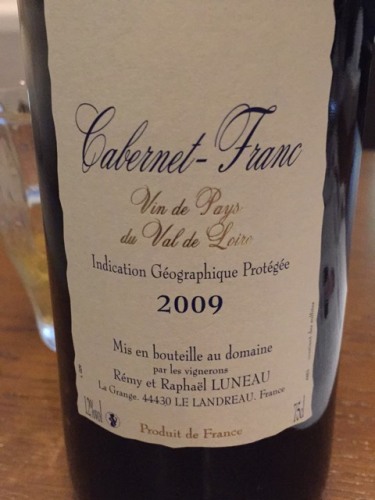 Cabernet-Franc
Vin de Pays
du Val de Loire
Indication Géographique Protégée
2009
Mis en bouteille au domaine
par les vignerons
Rémy et Raphaël LUNEAU
La Grange. 44430 LE LANDREAU. France
Produit de France